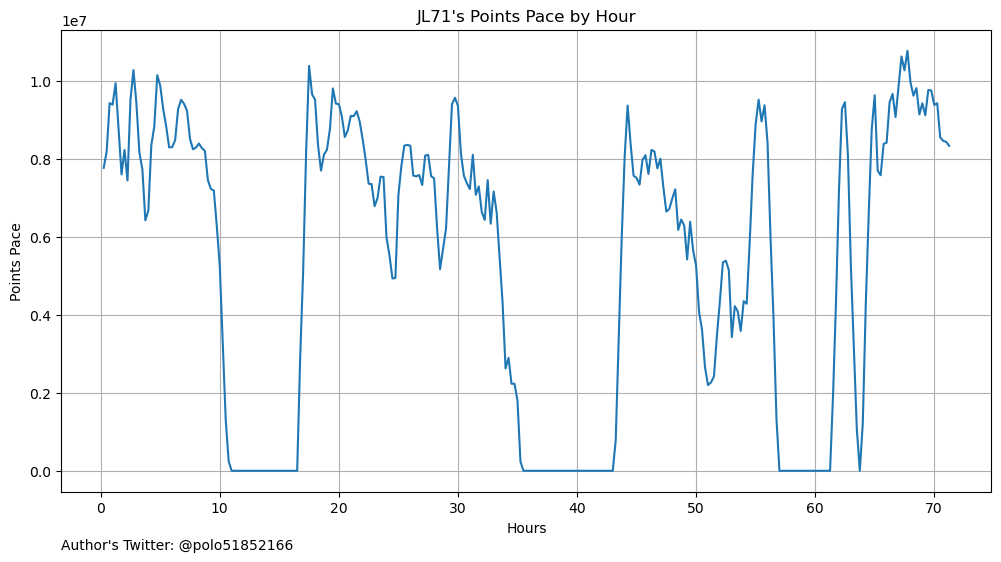 JL71's Points Pace by Hour
1e7
Points Pace
1.0
0.8
0.6
0.4
0.2
0.0
0 10 20 30 40 50 60 70
Hours
Author's Twitter: @polo51852166